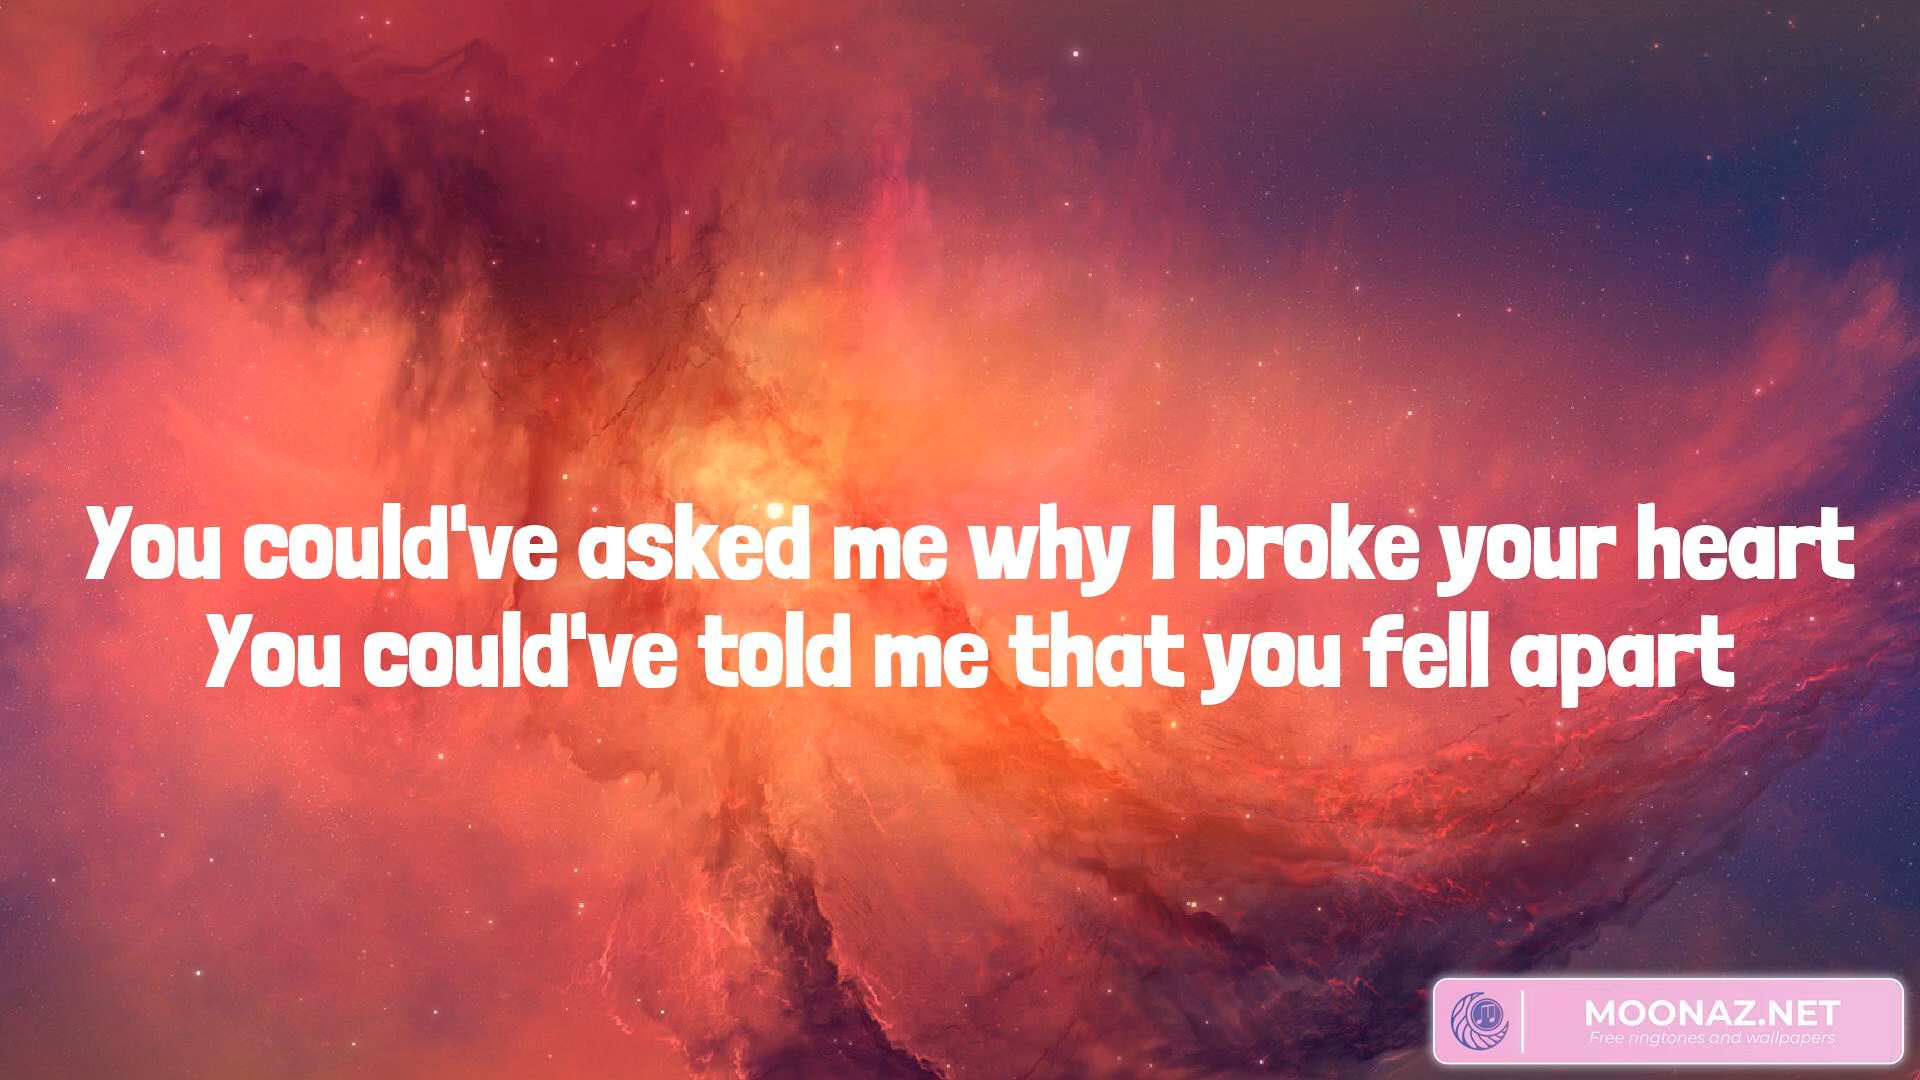 You could've asked me why I broke your heart
You could've told me that you fell apart
MOONAZ.NET
Free ringtones and wallpapers